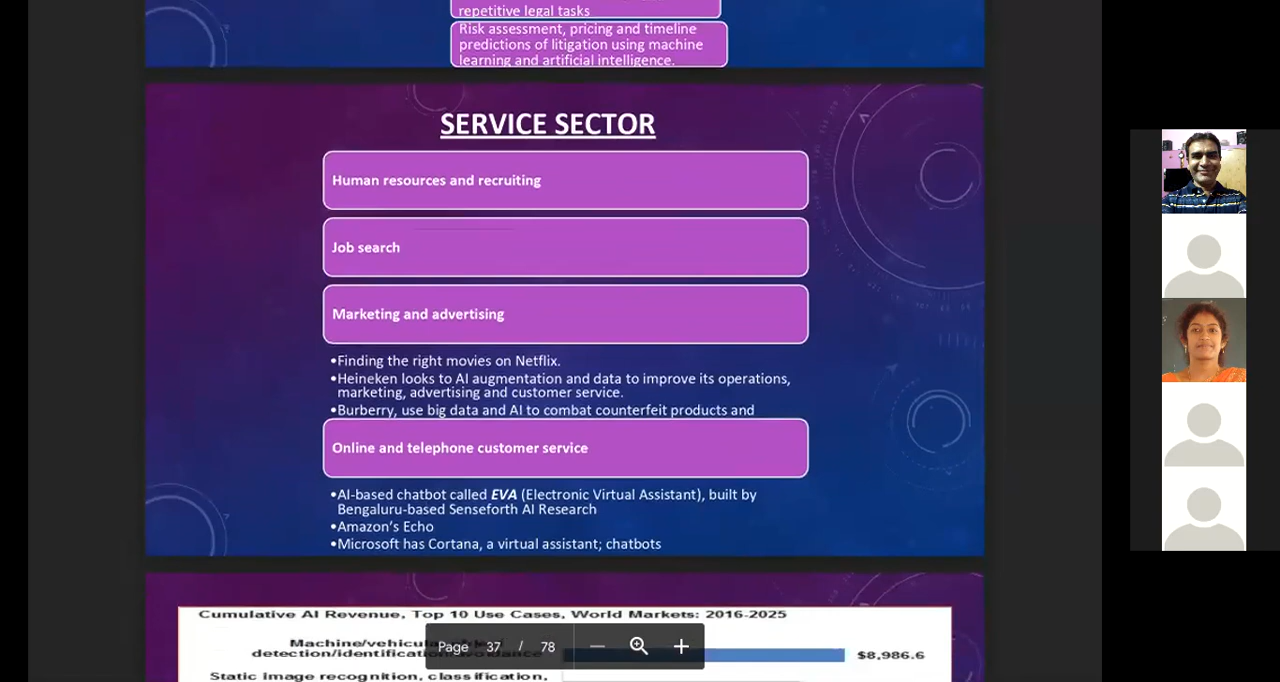 repetitive legal tasks
Risk assessment, pricing and timeline
predictions of litigation using machine
learning and artificial intelligence.
SERVICE SECTOR
Human resources and recruiting
Job search
Marketing and advertising
•Finding the right movies on Netflix.
•Heineken looks to AI augmentation and data to improve its operations,
marketing, advertising and customer service.
•Burberry, use big data and AI to combat counterfeit products and
Online and telephone customer service
•AI-based chatbot called EVA (Electronic Virtual Assistant), built by
Bengaluru-based Senseforth AI Research
•Amazon's Echo
•Microsoft has Cortana, a virtual assistant; chatbots
Cumulative AI Revenue, Top 10 Use Cases, World Markets: 2016-2025
Machine/vehicular
detection/identification/avoidance
$8,986.6
Static image recognition, classification,
Page 37 / 78